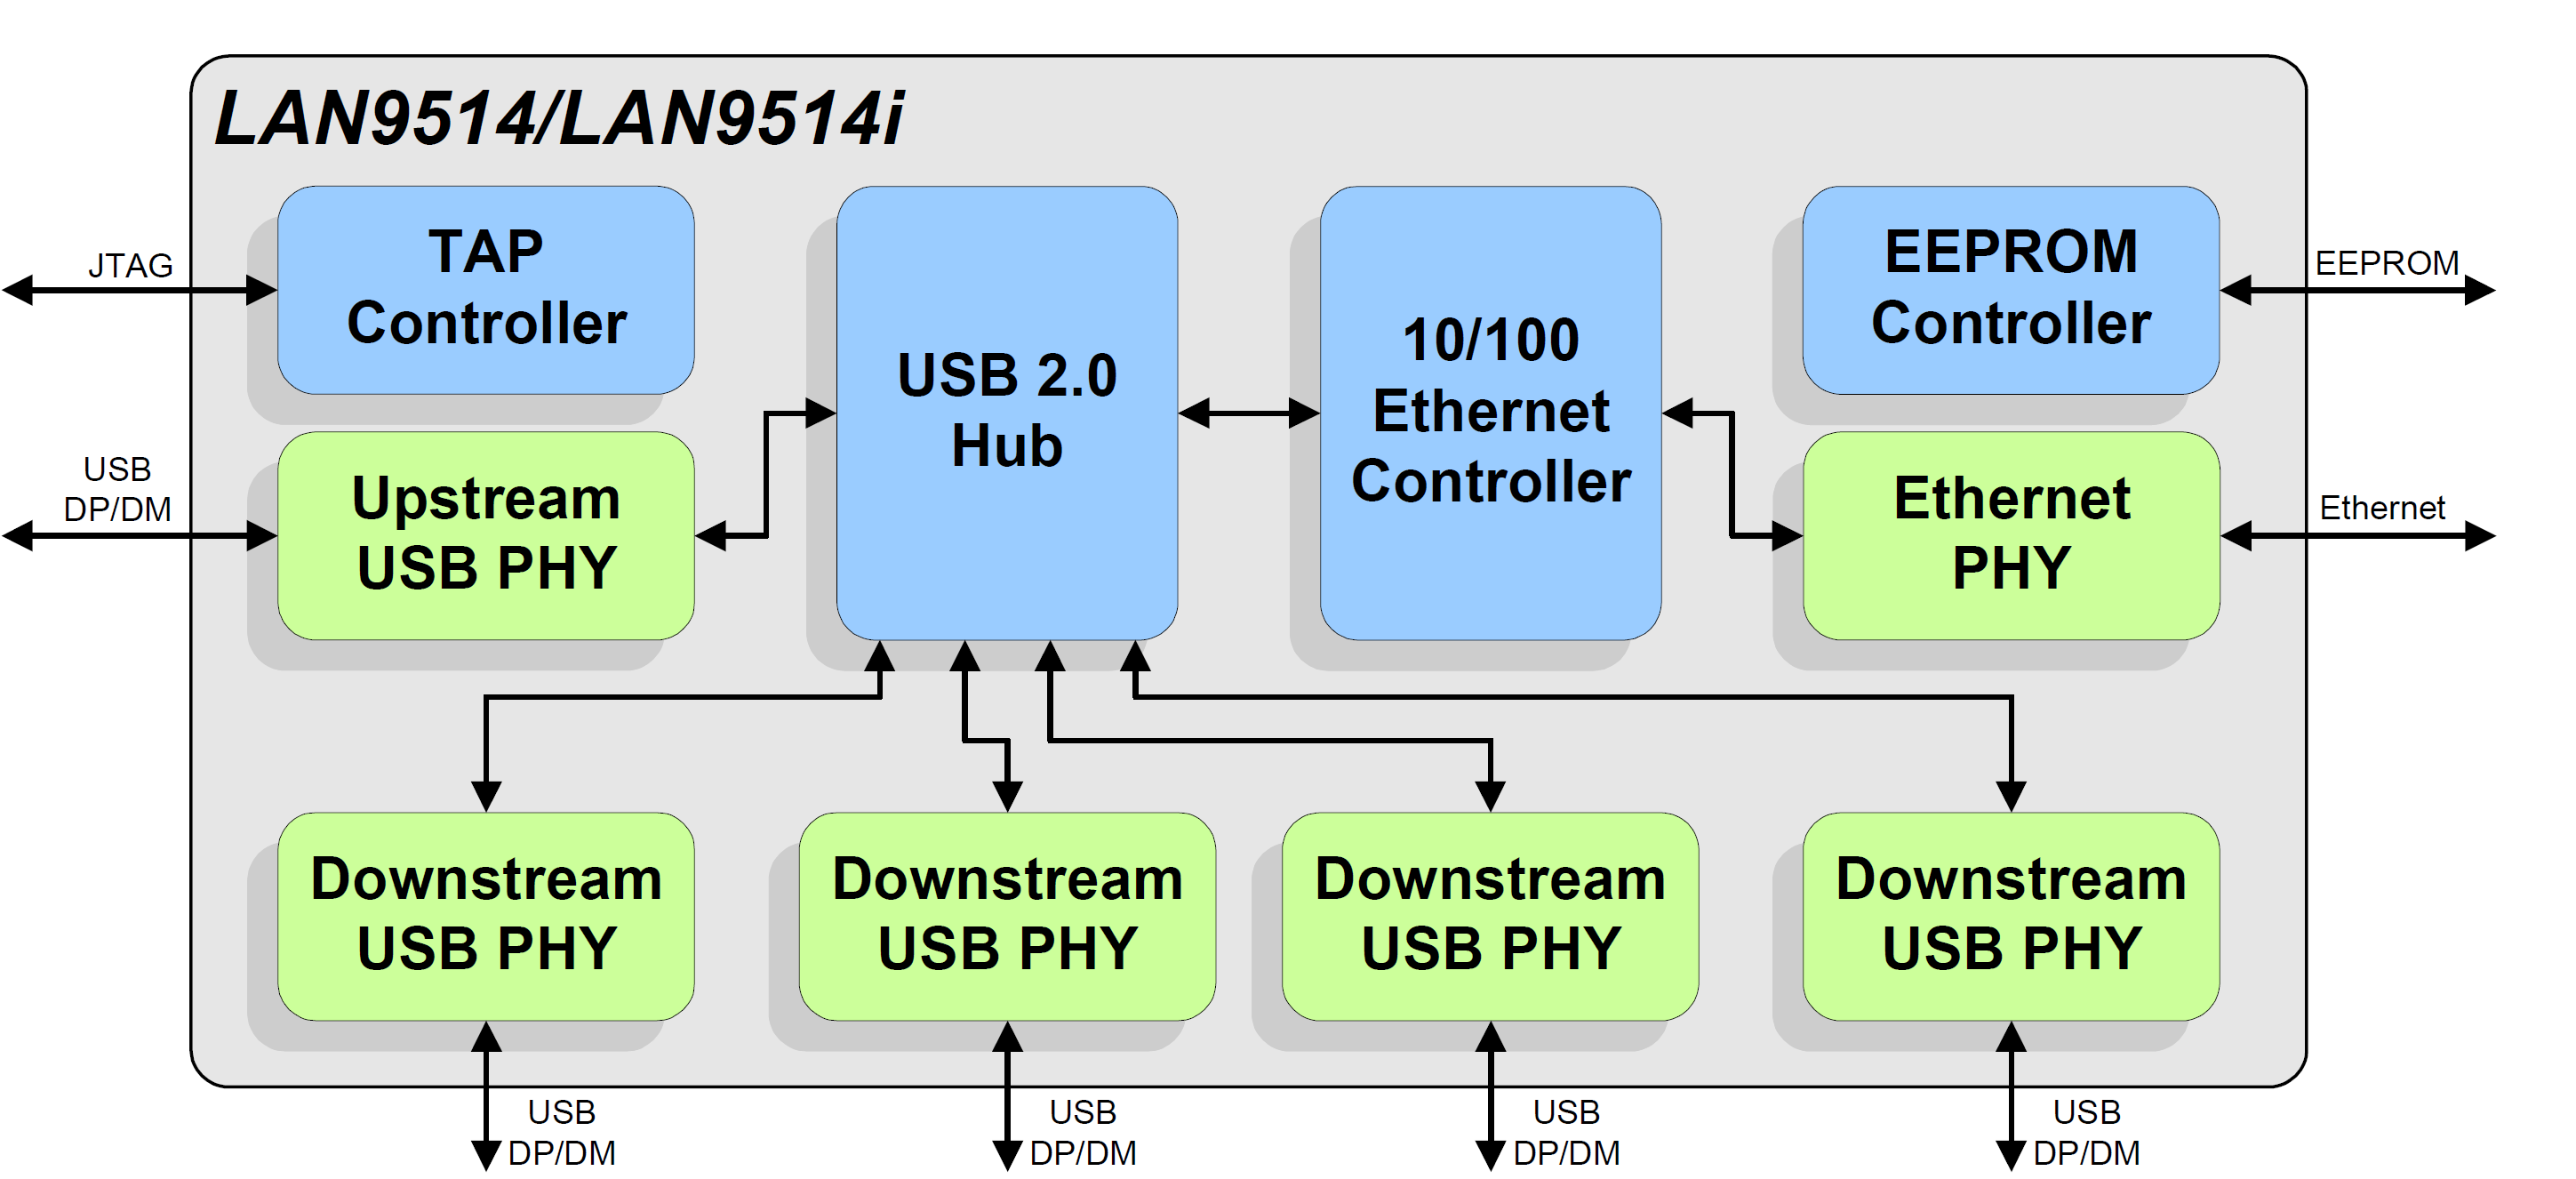 LAN9514/LAN9514i
JTAG
TAP
Controller
USB
DP/DM
Upstream
USB PHY
USB 2.0
Hub
10/100
Ethernet
Controller
EEPROM
Controller
EEPROM
Ethernet
PHY
Ethernet
Downstream
USB PHY
Downstream
USB PHY
Downstream
USB PHY
Downstream
USB PHY
USB
DP/DM
USB
DP/DM
USB
DP/DM
USB
DP/DM